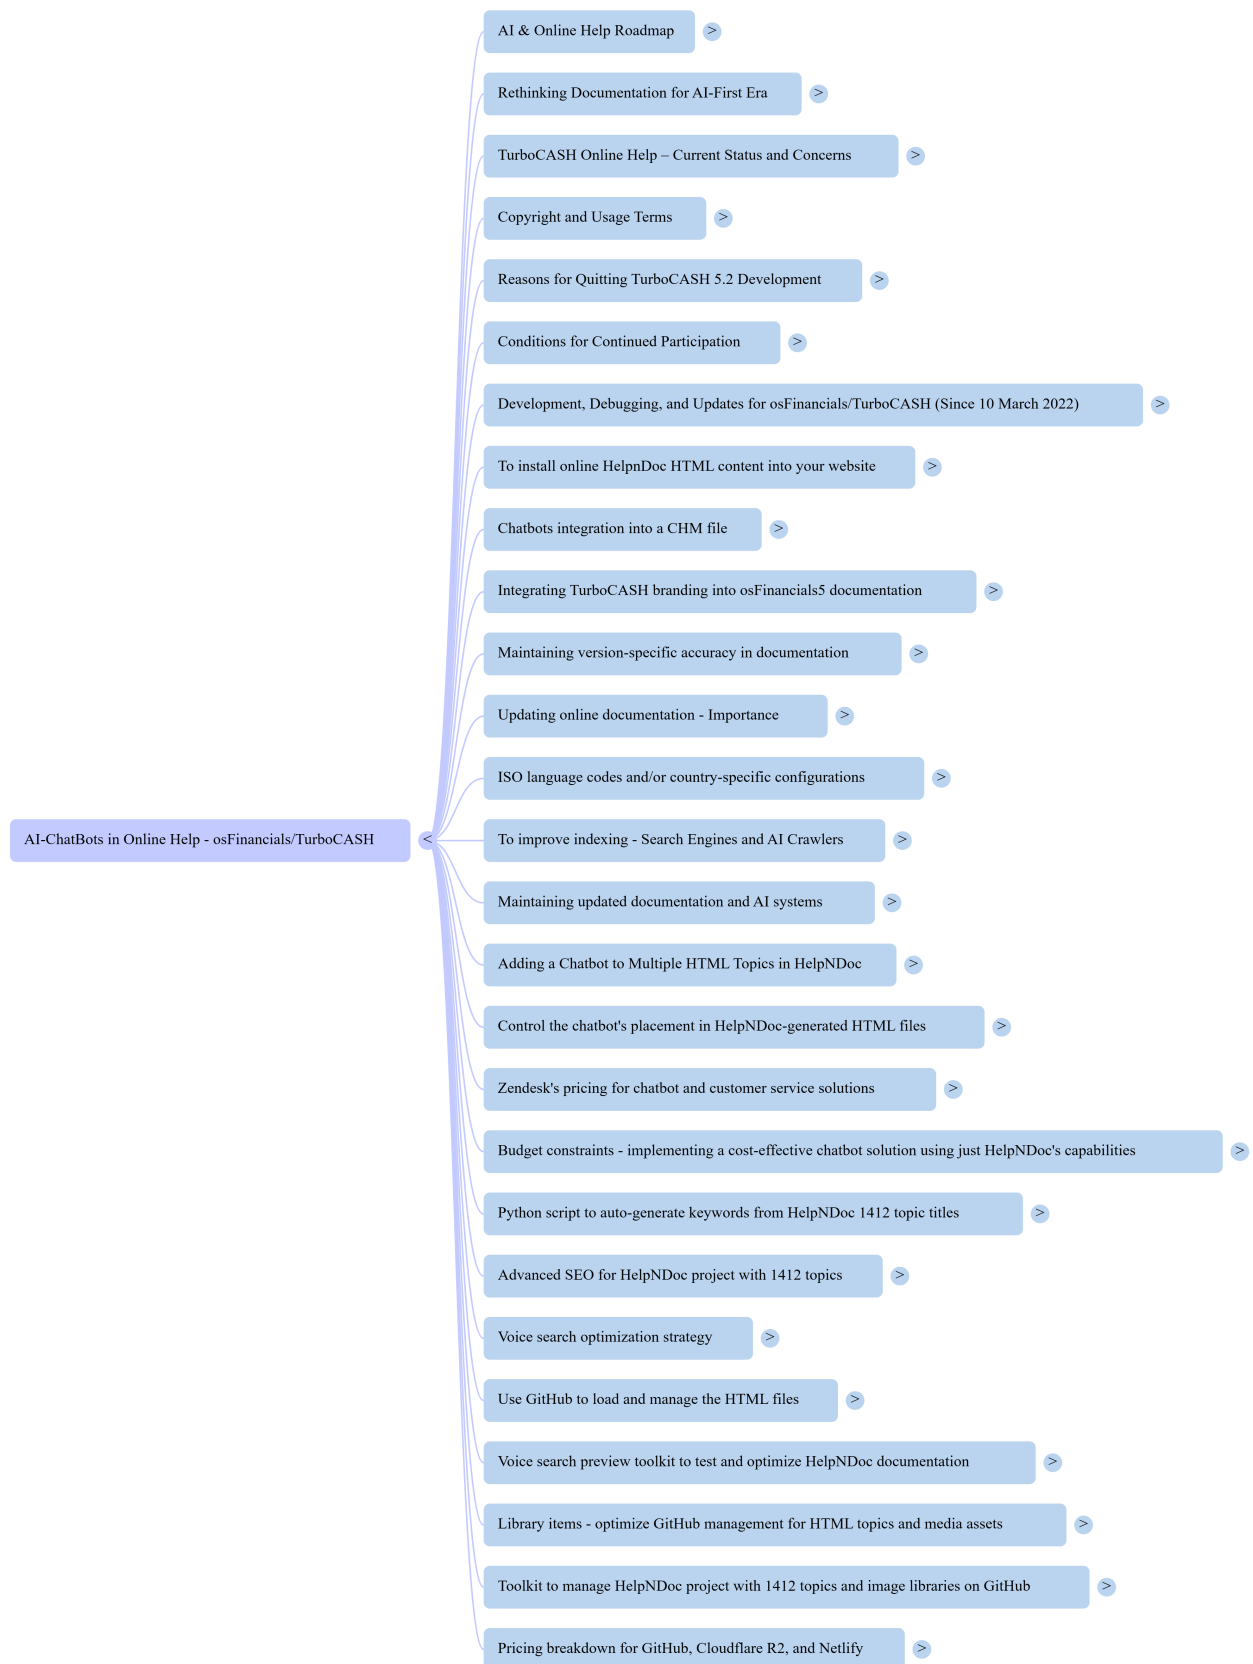 AI & Online Help Roadmap >
Rethinking Documentation for AI-First Era >
TurboCASH Online Help – Current Status and Concerns >
Copyright and Usage Terms >
Reasons for Quitting TurboCASH 5.2 Development >
Conditions for Continued Participation >
Development, Debugging, and Updates for osFinancials/TurboCASH (Since 10 March 2022) >
To install online HelpnDoc HTML content into your website >
Chatbots integration into a CHM file >
Integrating TurboCASH branding into osFinancials5 documentation >
Maintaining version-specific accuracy in documentation >
Updating online documentation - Importance >
ISO language codes and/or country-specific configurations >
AI-ChatBots in Online Help - osFinancials/TurboCASH <
To improve indexing - Search Engines and AI Crawlers >
Maintaining updated documentation and AI systems >
Adding a Chatbot to Multiple HTML Topics in HelpNDoc >
Control the chatbot's placement in HelpNDoc-generated HTML files >
Zendesk's pricing for chatbot and customer service solutions >
Budget constraints - implementing a cost-effective chatbot solution using just HelpNDoc's capabilities >
Python script to auto-generate keywords from HelpNDoc 1412 topic titles >
Advanced SEO for HelpNDoc project with 1412 topics >
Voice search optimization strategy >
Use GitHub to load and manage the HTML files >
Voice search preview toolkit to test and optimize HelpNDoc documentation >
Library items - optimize GitHub management for HTML topics and media assets >
Toolkit to manage HelpNDoc project with 1412 topics and image libraries on GitHub >
Pricing breakdown for GitHub, Cloudflare R2, and Netlify >